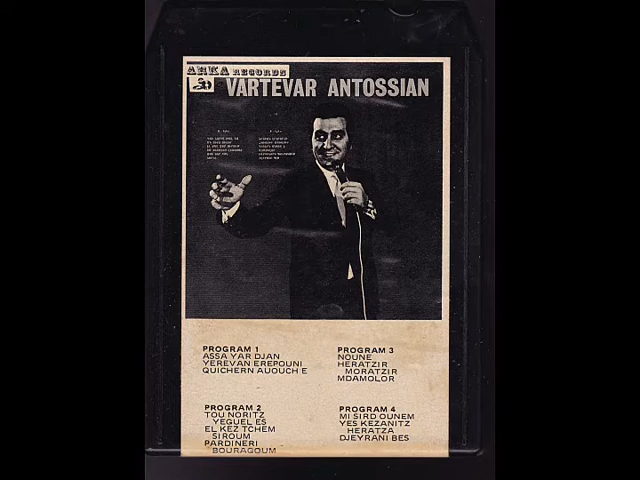 ARKA RECORDS
VARTEVAR ANTOSSIAN
PROGRAM 1
ASSA YAR DJAN
YEREVAN EREPOUNI
QUICHERN AUOUCH E
PROGRAM 2
TOU NORITZ
YEGUEL ES
EL KEZ TCHEM
SIROUM
PARDINERI
BOURAGOUM
PROGRAM 3
NOUNE
HERATZIR
MORATZIR
MDAMOLOR
PROGRAM 4
MI SIRD OUNEM
YES KEZANITZ
HERATZA
DJEYRANI BES